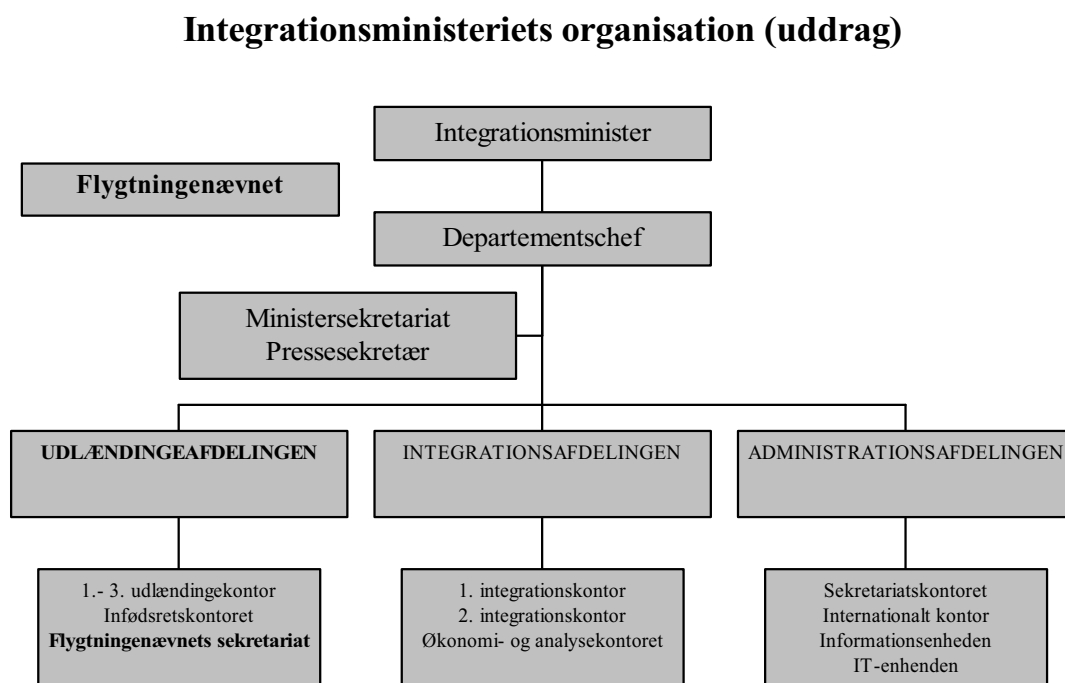 Integrationsministeriets organisation (uddrag)
Integrationsminister
Flygtningenævnet
Departementschef
Ministersekretariat
Pressesekretær
UDLÆNDINGEAFDELINGEN
INTEGRATIONSAFDELINGEN
ADMINISTRATIONSAFDELINGEN
1.- 3. udlændingekontor
Infødsretskontoret
Flygtningenævnets sekretariat
1. integrationskontor
2. integrationskontor
Økonomi- og analysekontoret
Sekretariatskontoret
Internationalt kontor
Informationsenheden
IT-enhenden